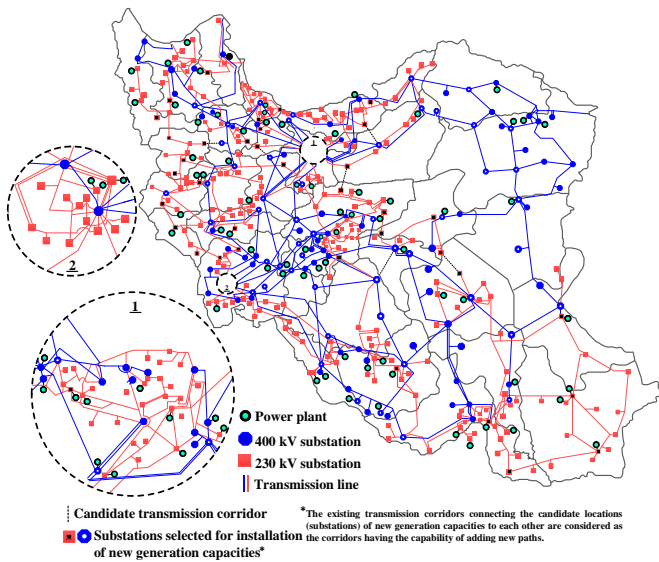 1
2
2
1
Power plant
400 kV substation
230 kV substation
Transmission line
Candidate transmission corridor
Substations selected for installation
of new generation capacities*
*The existing transmission corridors connecting the candidate locations
(substations) of new generation capacities to each other are considered as
the corridors having the capability of adding new paths.